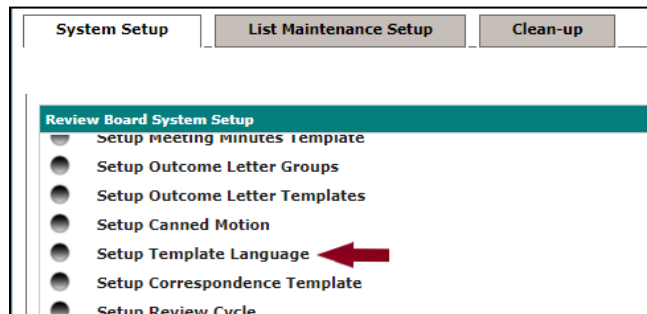 System Setup
List Maintenance Setup
Clean-up
Review Board System Setup
Setup Meeting Minutes Template
Setup Outcome Letter Groups
Setup Outcome Letter Templates
Setup Canned Motion
Setup Template Language
Setup Correspondence Template
Setup Review Cycle